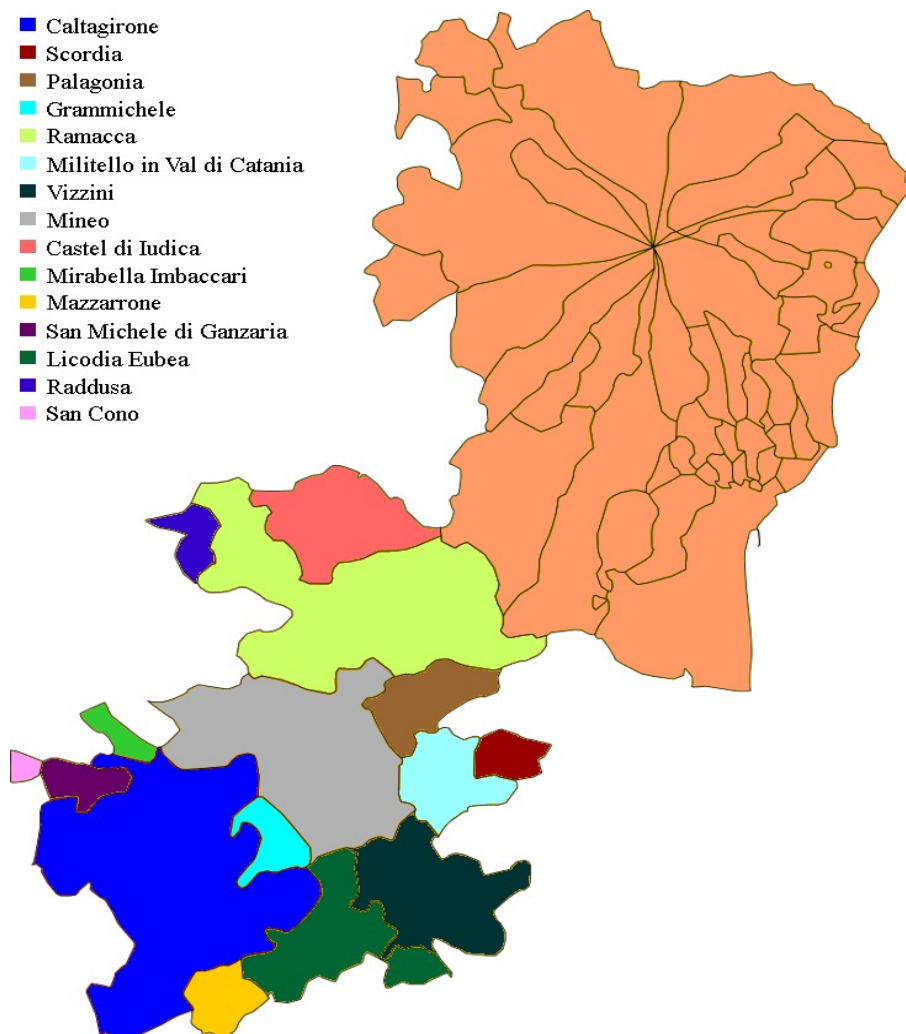 Caltagirone
Scordia
Palagonia
Grammichele
Ramacca
Militello in Val di Catania
Vizzini
Mineo
Castel di Iudica
Mirabella Imbaccari
Mazzarrone
San Michele di Ganzaria
Licodia Eubea
Raddusa
San Cono